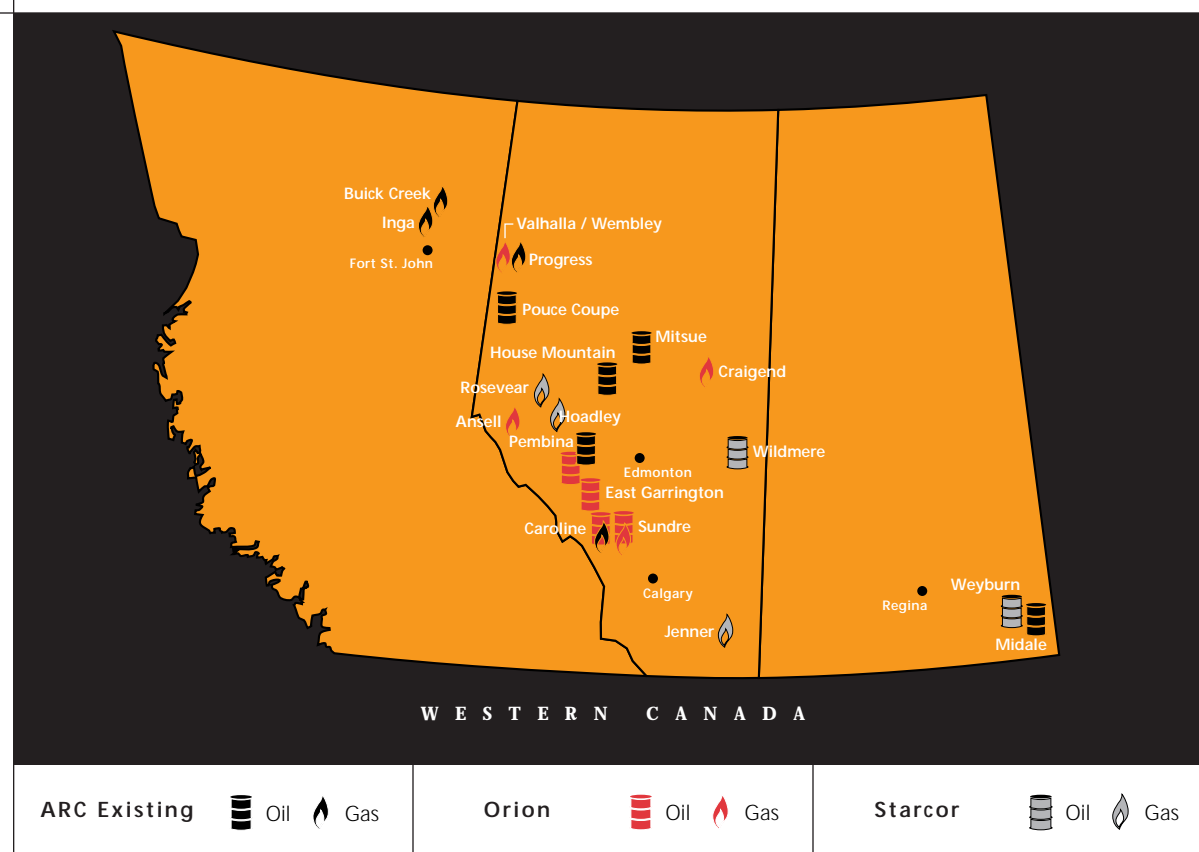 Buick Creek
Inga
Fort St. John
Valhalla / Wembley
Progress
Pouce Coupe
Mitsue
House Mountain
Craigend
Rosevear
Hoadley
Ansell
Pembina
Wildmere
Edmonton
East Garrington
Caroline
Sundre
Calgary
Weyburn
Regina
Jenner
Midale
WESTERN CANADA
ARC Existing Oil Gas
Orion Oil Gas
Starcor Oil Gas